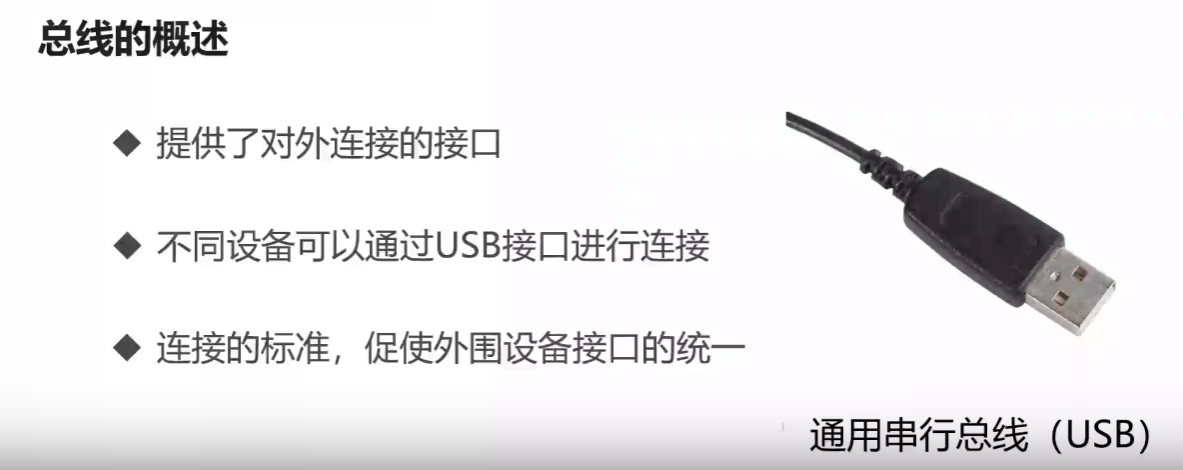 总线的概述
◆ 提供了对外连接的接口
◆ 不同设备可以通过USB接口进行连接
◆ 连接的标准，促使外围设备接口的统一
通用串行总线（USB）